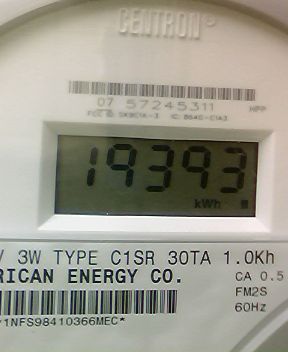 CENTRON®
07 57245311 HPP
19393
kWh
V 3W TYPE C1SR 30TA 1.0Kh
RICAN ENERGY CO. CA 0.5
FM2S
60Hz
*1NFS98410366MEC*